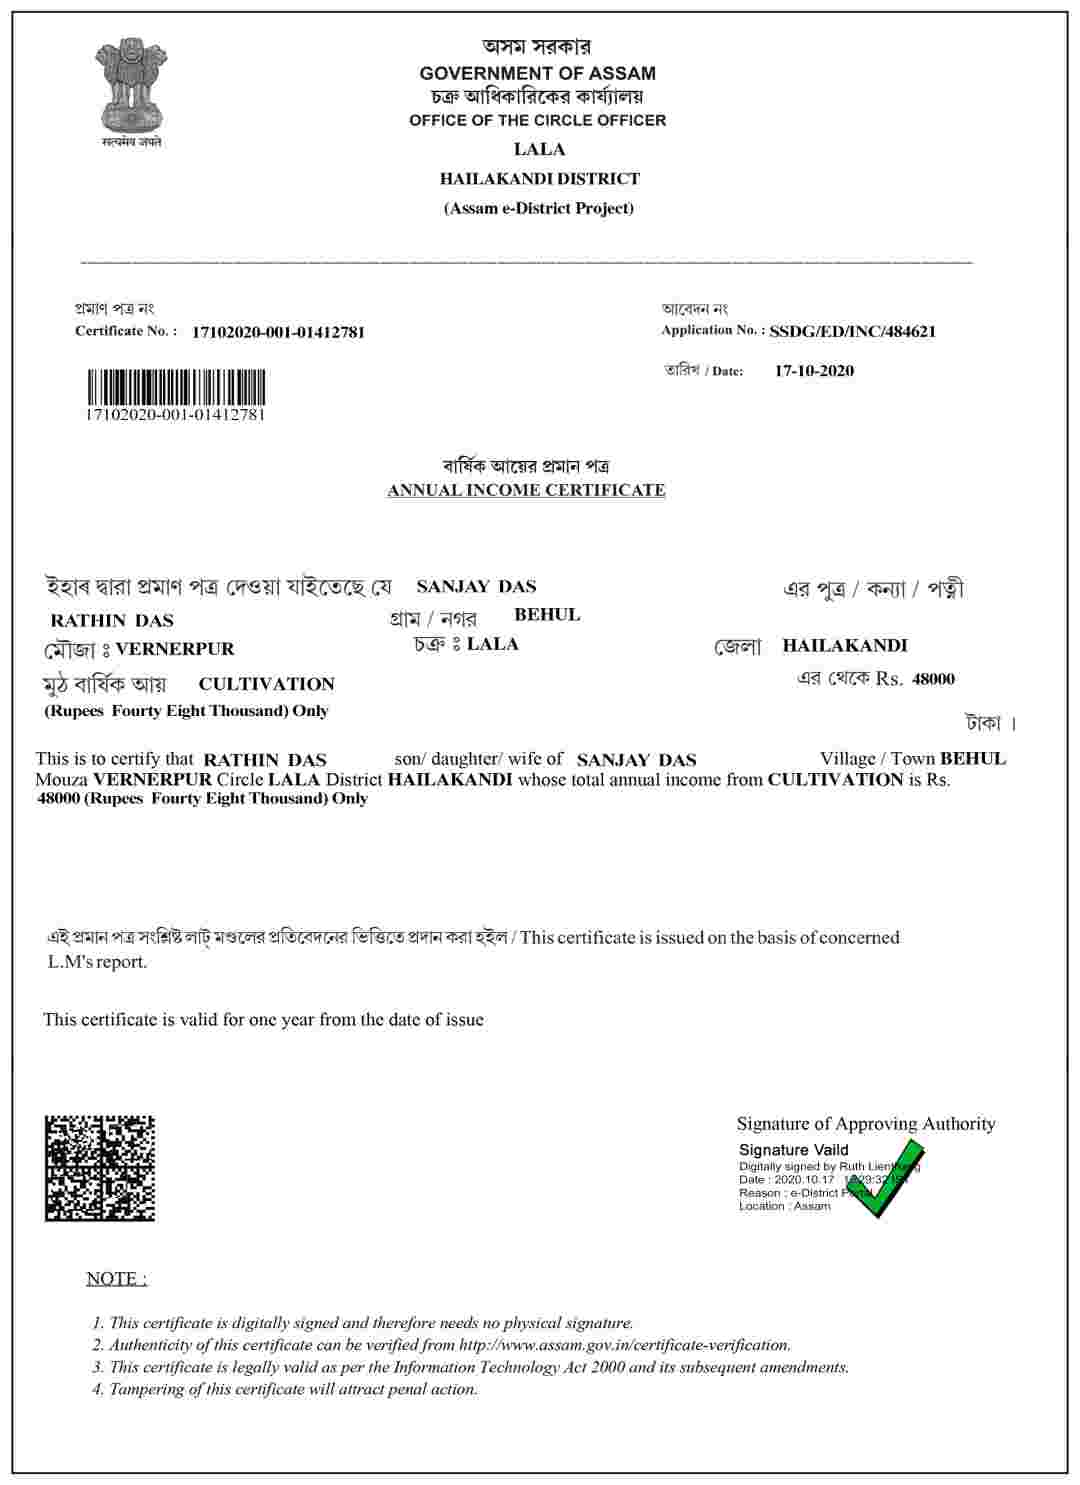 सत्यमेव जयते
অসম সরকার
GOVERNMENT OF ASSAM
চক্র আধিকারিকের কার্য্যালয়
OFFICE OF THE CIRCLE OFFICER
LALA
HAILAKANDI DISTRICT
(Assam e-District Project)
প্রমাণ পত্র নং
Certificate No. : 17102020-001-01412781
আবেদন নং
Application No. : SSDG/ED/INC/484621
তারিখ / Date: 17-10-2020
17102020-001-01412781
বার্ষিক আয়ের প্রমান পত্র
ANNUAL INCOME CERTIFICATE
ইহাৰ দ্বারা প্রমাণ পত্র দেওয়া যাইতেছে যে SANJAY DAS এর পুত্র / কন্যা / পত্নী
RATHIN DAS গ্রাম / নগর BEHUL
মৌজা ঃ VERNERPUR চক্র ঃ LALA জেলা HAILAKANDI
মুঠ বার্ষিক আয় CULTIVATION এর থেকে Rs. 48000
(Rupees Fourty Eight Thousand) Only
টাকা ।
This is to certify that RATHIN DAS son/ daughter/ wife of SANJAY DAS Village / Town BEHUL
Mouza VERNERPUR Circle LALA District HAILAKANDI whose total annual income from CULTIVATION is Rs.
48000 (Rupees Fourty Eight Thousand) Only
এই প্রমান পত্র সংশ্লিষ্ট লাট্ মণ্ডলের প্রতিবেদনের ভিত্তিতে প্রদান করা হইল / This certificate is issued on the basis of concerned
L.M's report.
This certificate is valid for one year from the date of issue
Signature of Approving Authority
Signature Vaild
Digitally signed by Ruth
Date : 2020.10.17
Reason : e-District Portal
Location : Assam
NOTE :
1. This certificate is digitally signed and therefore needs no physical signature.
2. Authenticity of this certificate can be verified from http://www.assam.gov.in/certificate-verification.
3. This certificate is legally valid as per the Information Technology Act 2000 and its subsequent amendments.
4. Tampering of this certificate will attract penal action.